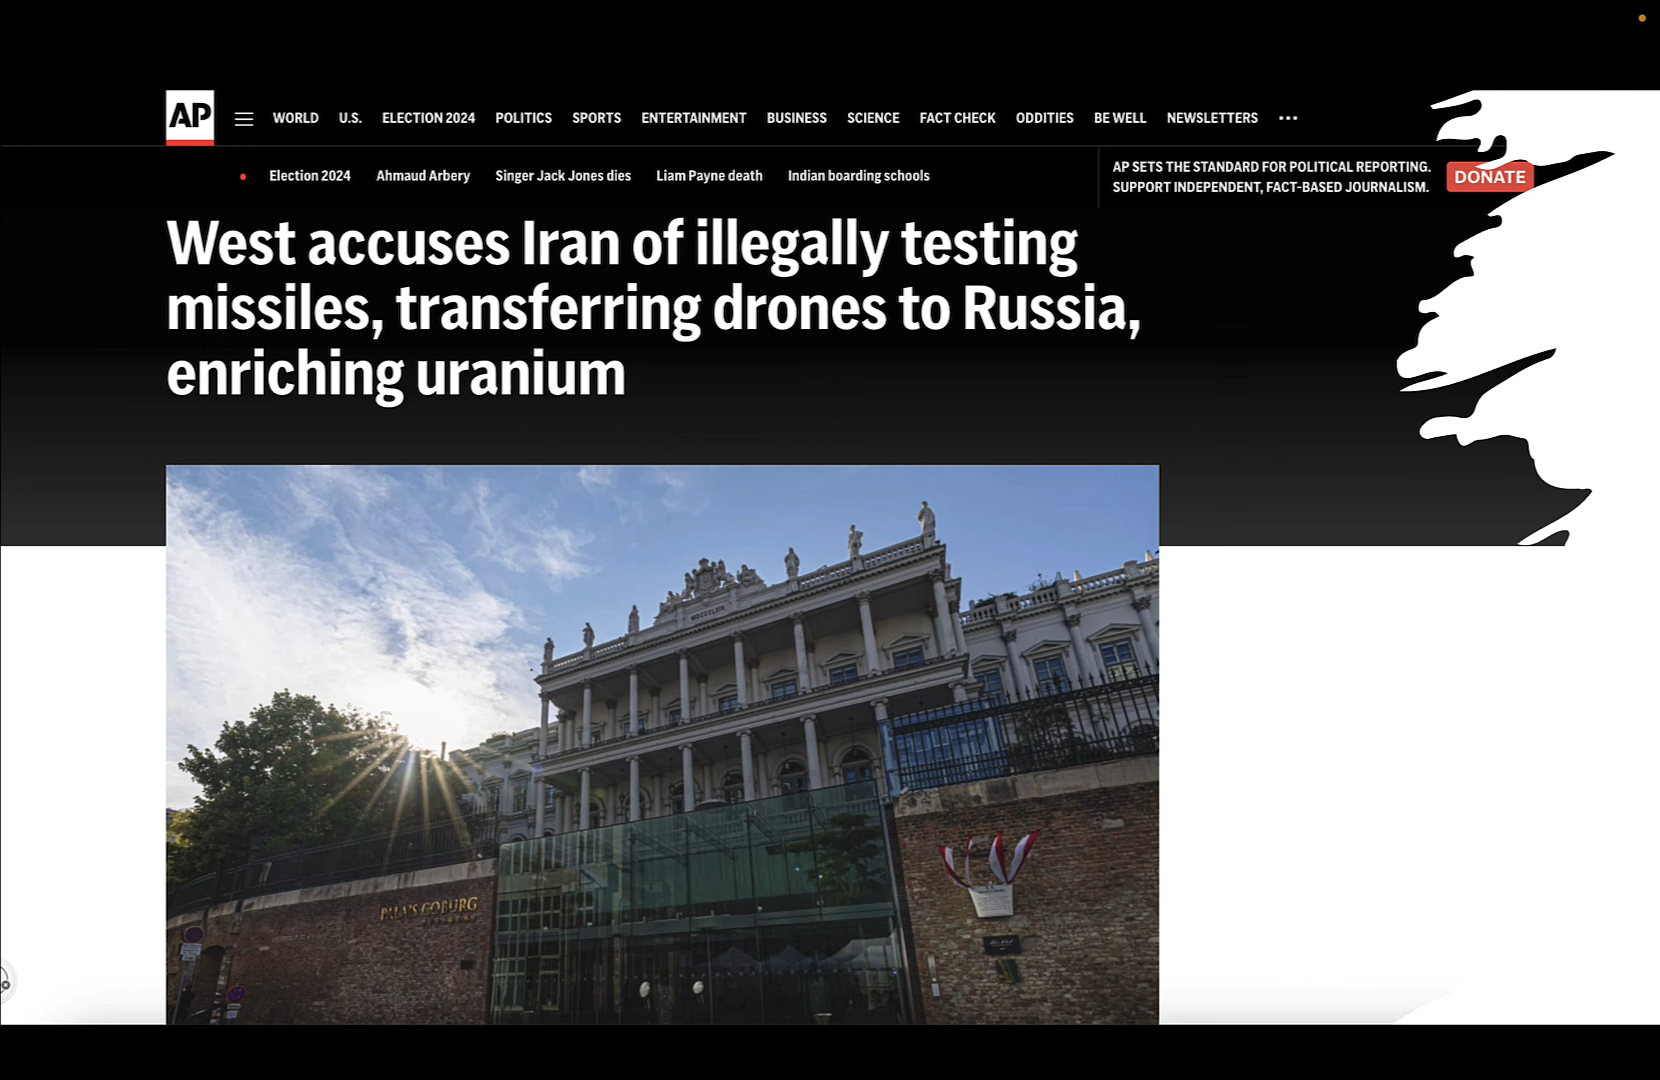 AP
WORLD U.S. ELECTION 2024 POLITICS SPORTS ENTERTAINMENT BUSINESS SCIENCE FACT CHECK ODDITIES BE WELL NEWSLETTERS
Election 2024 Ahmaud Arbery Singer Jack Jones dies Liam Payne death Indian boarding schools
AP SETS THE STANDARD FOR POLITICAL REPORTING.
SUPPORT INDEPENDENT, FACT-BASED JOURNALISM.
DONATE
West accuses Iran of illegally testing
missiles, transferring drones to Russia,
enriching uranium
PALAIS COBURG